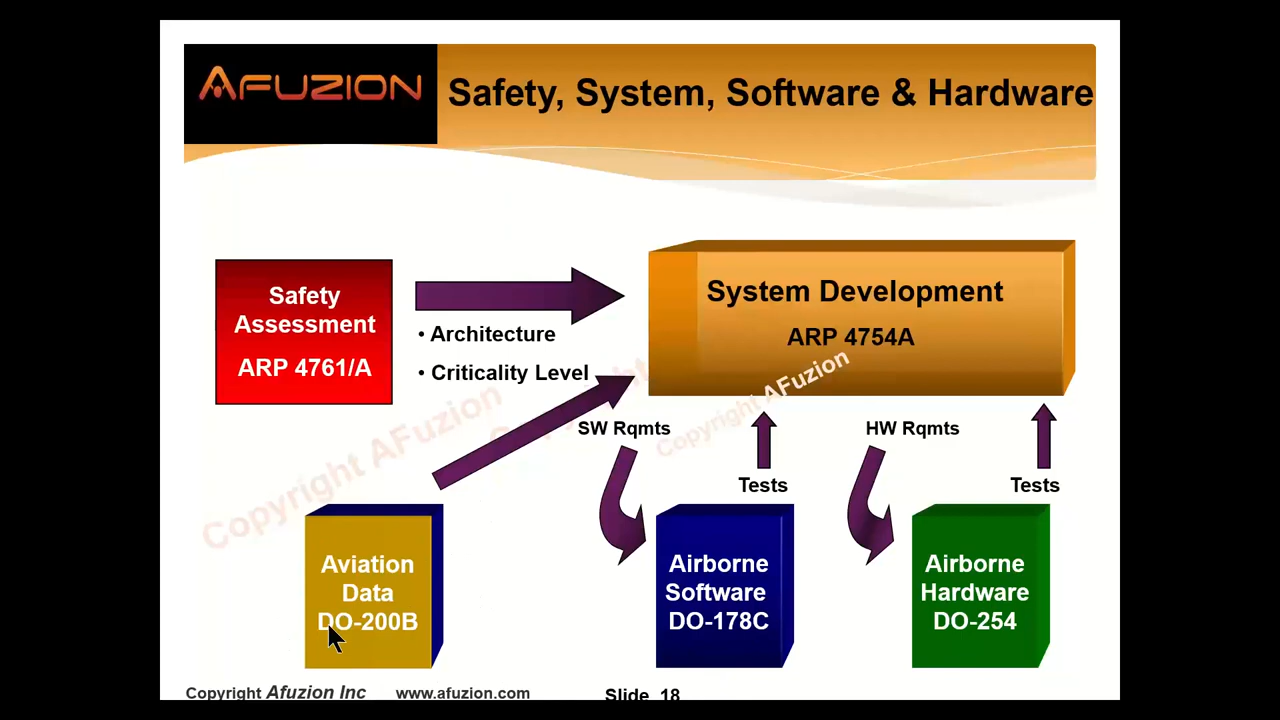 AFUZION
Safety, System, Software & Hardware
Safety
Assessment
ARP 4761/A
• Architecture
• Criticality Level
System Development
ARP 4754A
Copyright AFuzion
Copyright AFuzion
SW Rqmts
HW Rqmts
Tests
Tests
Aviation
Data
DO-200B
Airborne
Software
DO-178C
Airborne
Hardware
DO-254
Copyright Afuzion Inc
www.afuzion.com
Slide 18